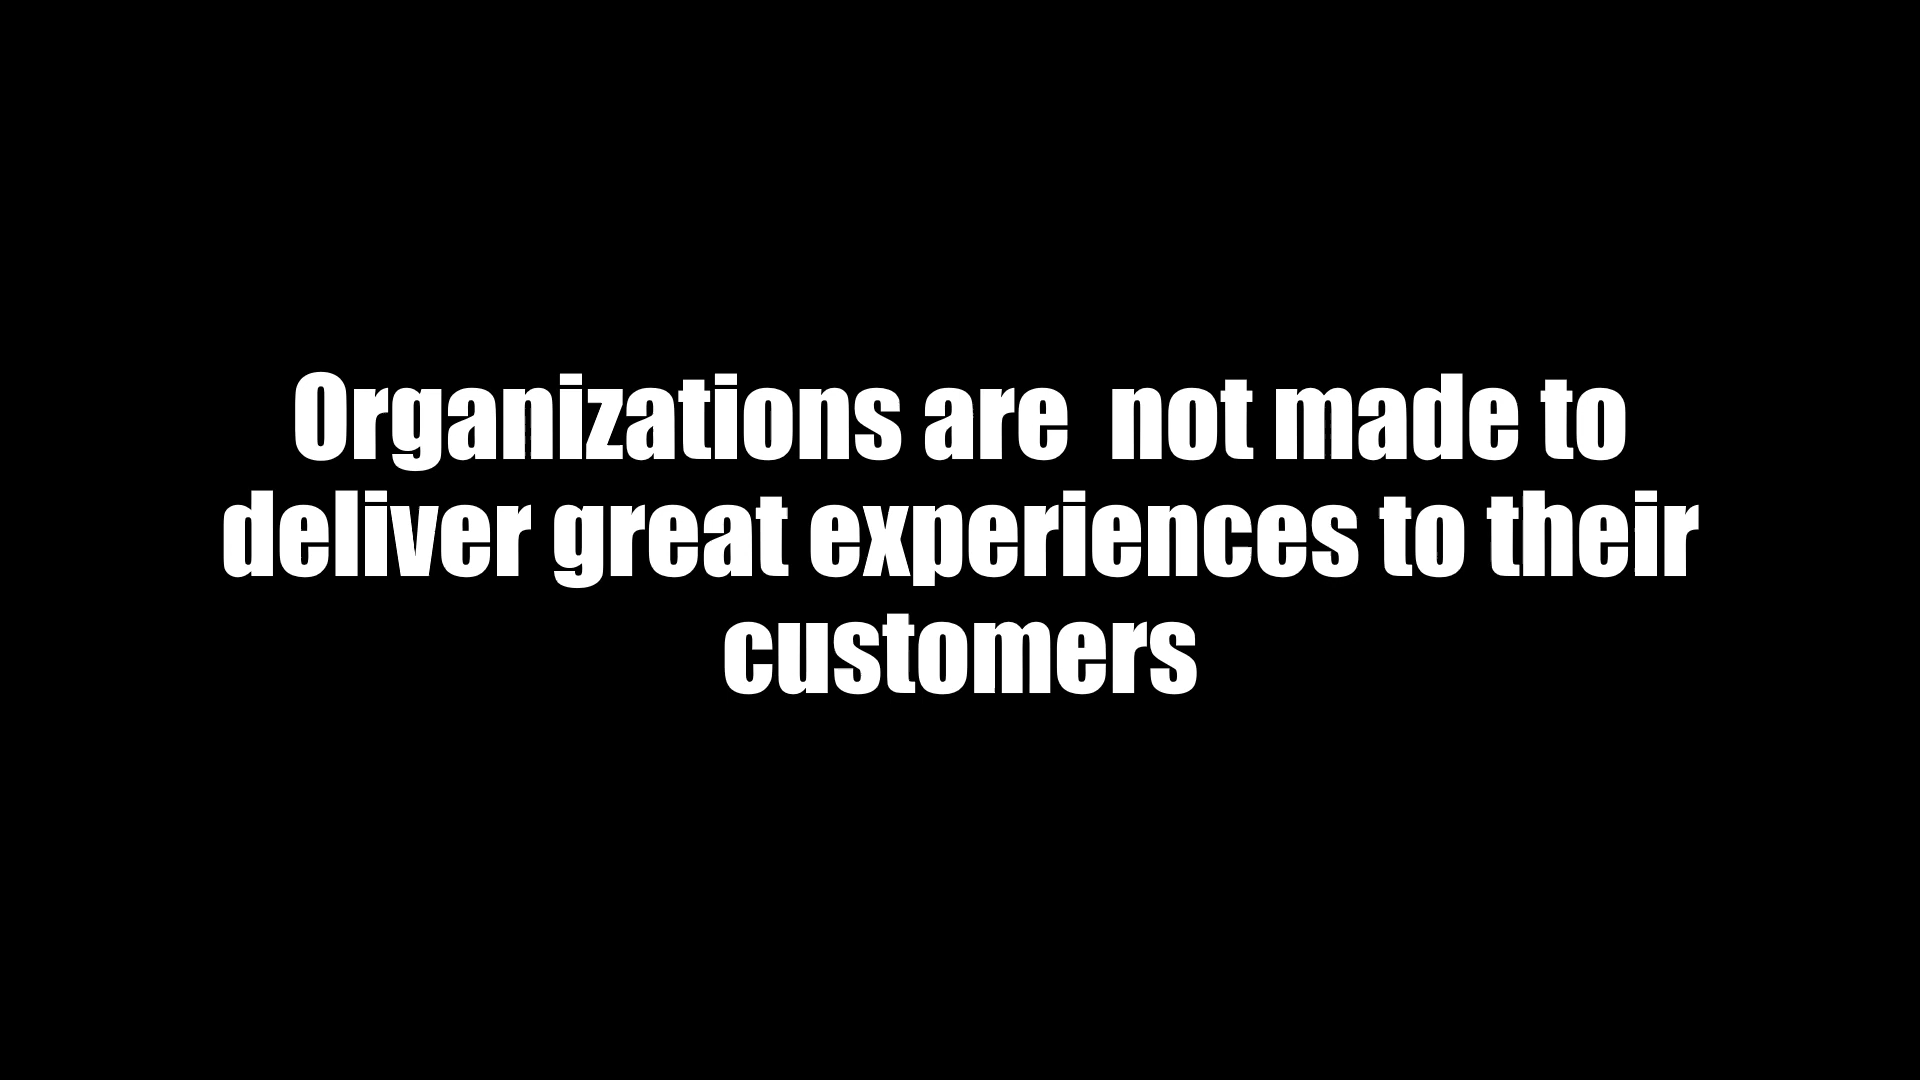 Organizations are  not made to
deliver great experiences to their
customers